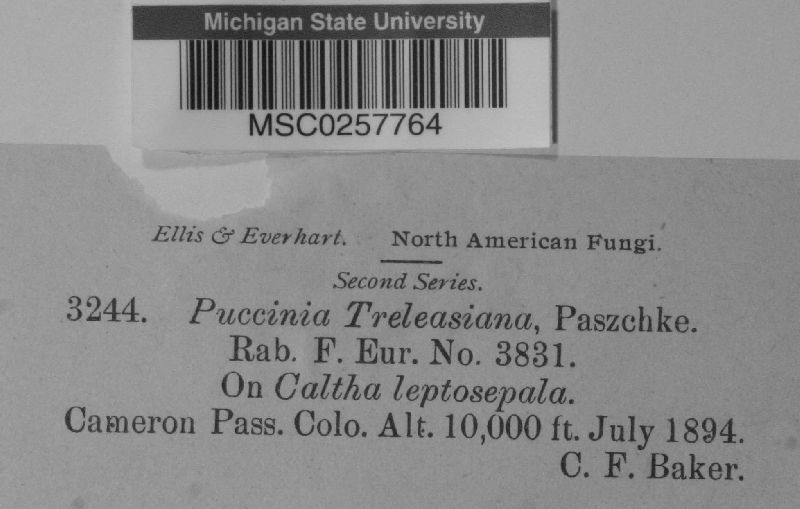 Michigan State University
MSC0257764
Ellis & Everhart. North American Fungi.
Second Series.
3244. Puccinia Treleasiana, Paszchke.
Rab. F. Eur. No. 3831.
On Caltha leptosepala.
Cameron Pass. Colo. Alt. 10,000 ft. July 1894.
C. F. Baker.